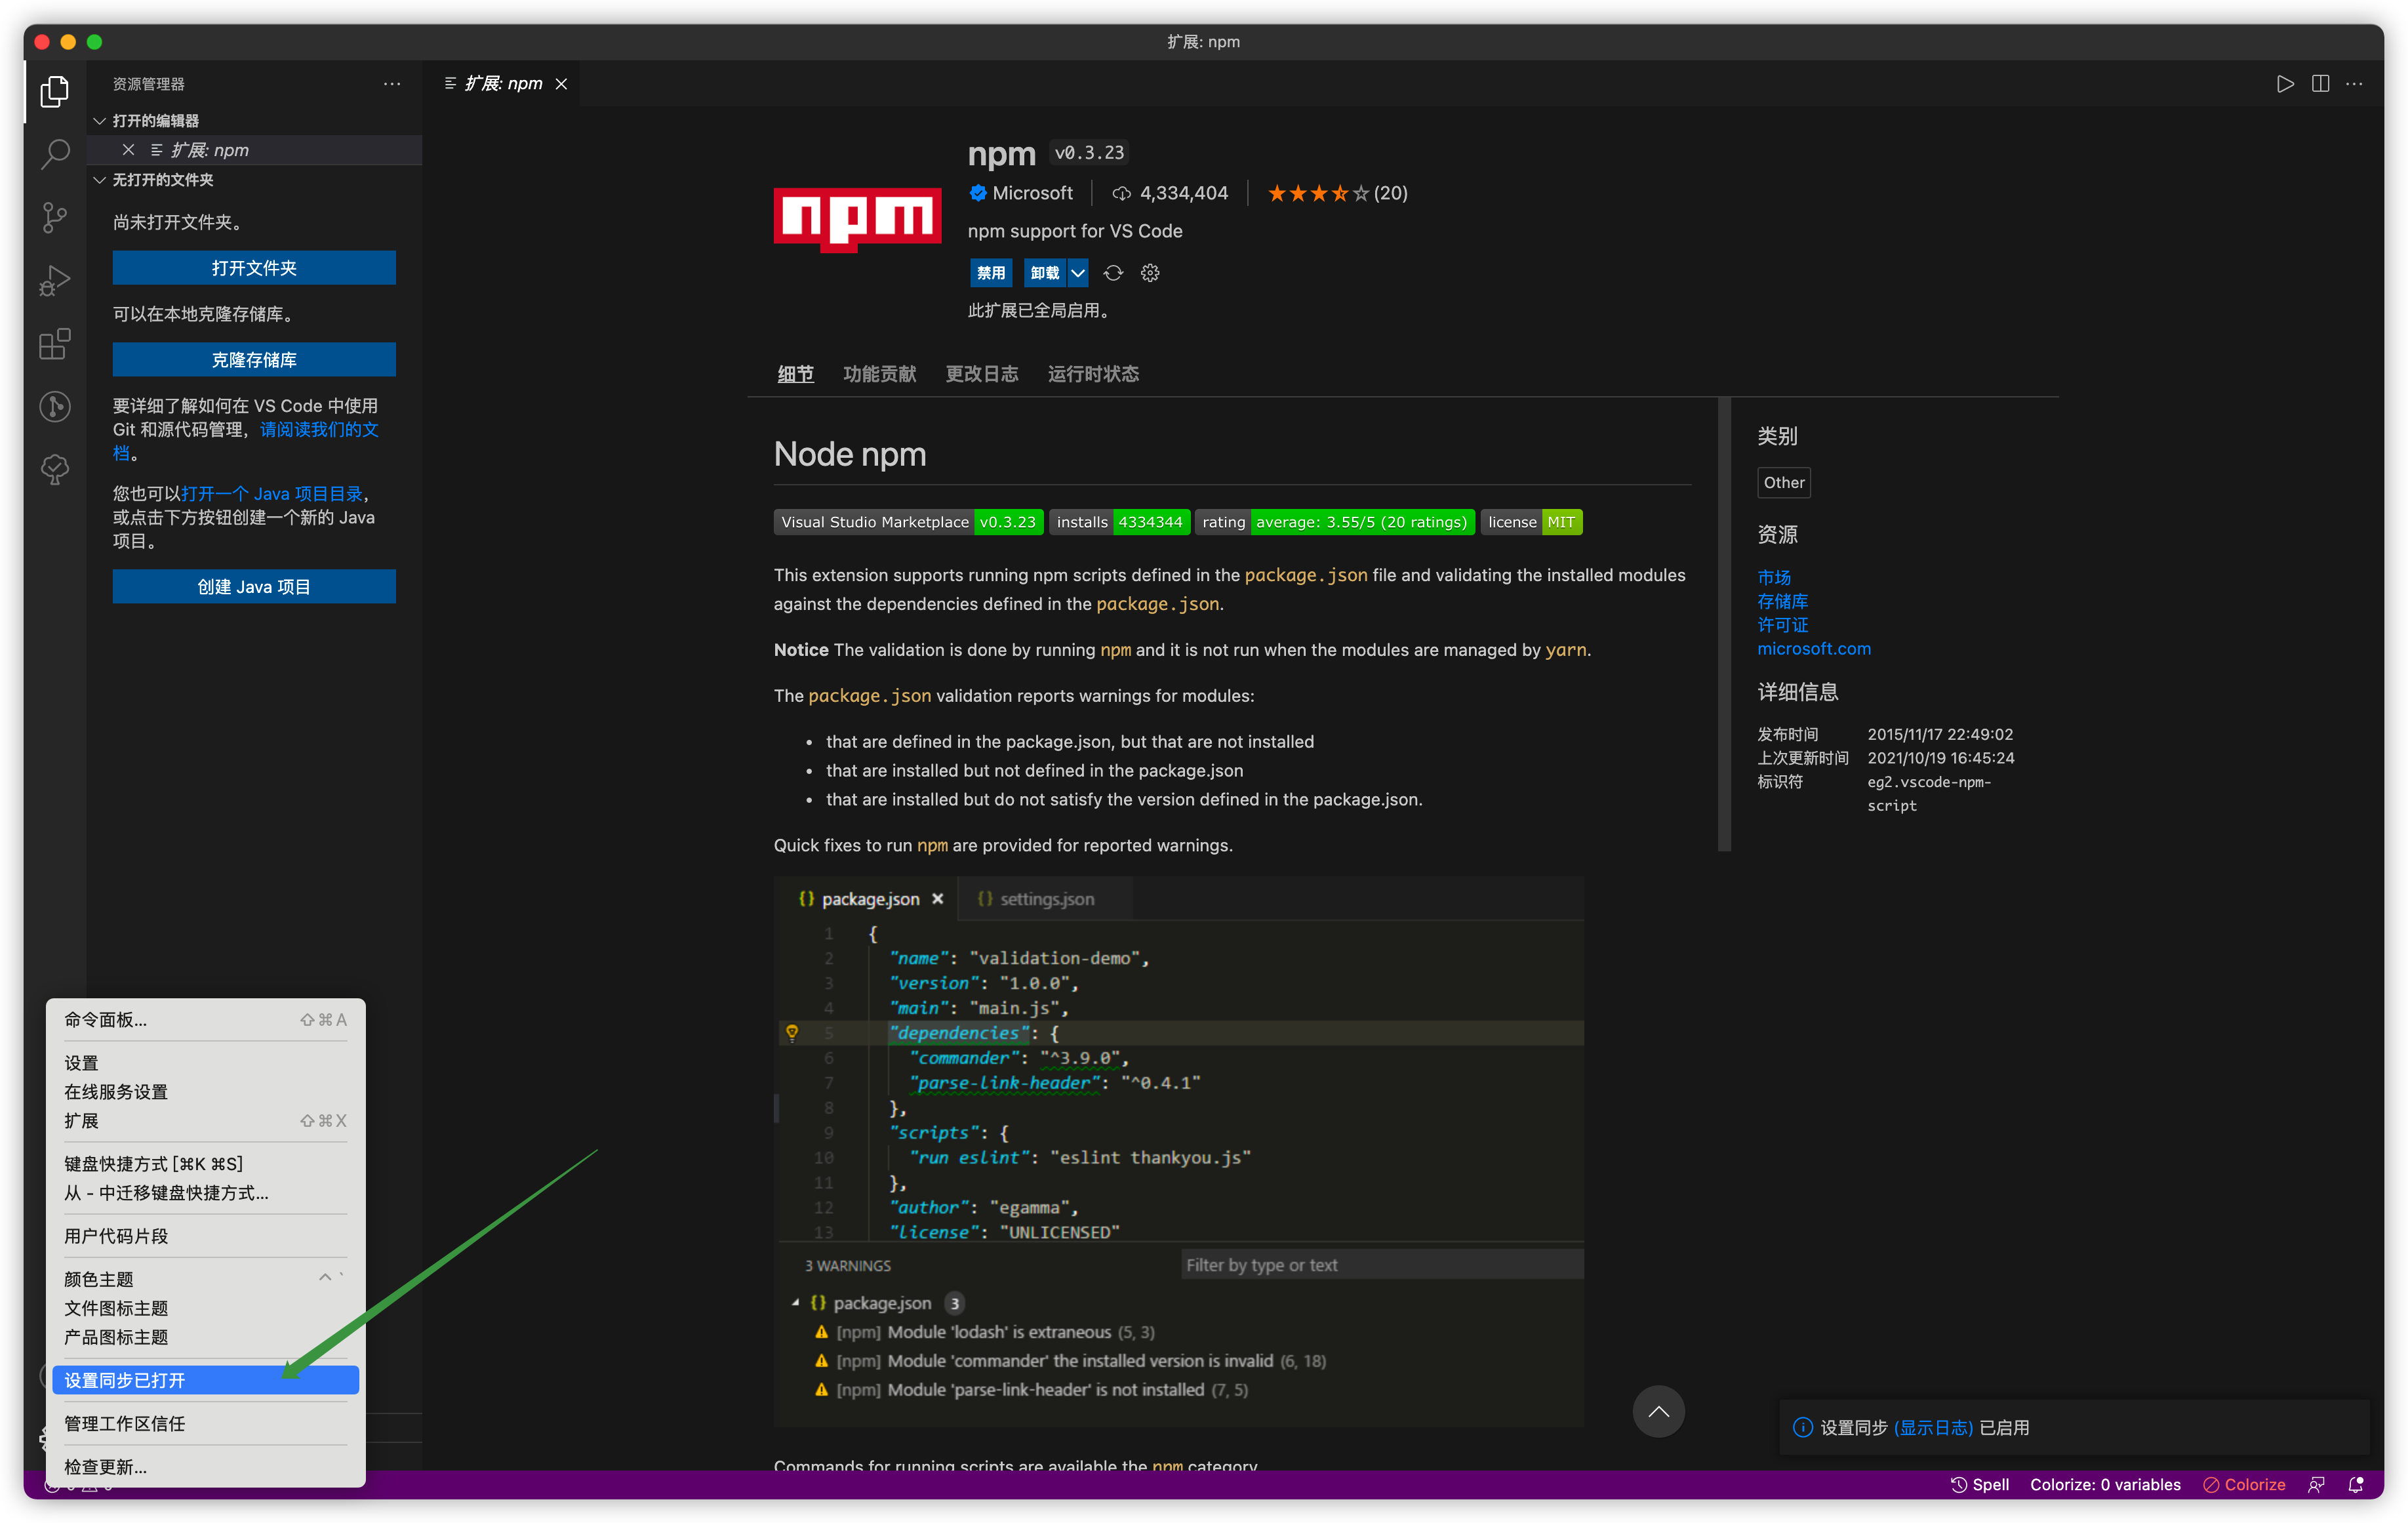 扩展: npm
资源管理器
打开的编辑器
扩展: npm
无打开的文件夹
尚未打开文件夹。
打开文件夹
可以在本地克隆存储库。
克隆存储库
要详细了解如何在 VS Code 中使用
Git 和源代码管理，请阅读我们的文
档。
您也可以打开一个 Java 项目目录，
或点击下方按钮创建一个新的 Java
项目。
创建 Java 项目
命令面板... ⇧⌘A
设置
在线服务设置
扩展 ⇧⌘X
键盘快捷方式 [⌘K ⌘S]
从 - 中迁移键盘快捷方式...
用户代码片段
颜色主题 ^ `
文件图标主题
产品图标主题
设置同步已打开
管理工作区信任
检查更新...
扩展: npm
npm
npm v0.3.23
Microsoft 4,334,404 (20)
npm support for VS Code
禁用 卸载
此扩展已全局启用。
细节 功能贡献 更改日志 运行时状态
Node npm
Visual Studio Marketplace v0.3.23 installs 4334344 rating average: 3.55/5 (20 ratings) license MIT
This extension supports running npm scripts defined in the package.json file and validating the installed modules
against the dependencies defined in the package.json.
Notice The validation is done by running npm and it is not run when the modules are managed by yarn.
The package.json validation reports warnings for modules:
that are defined in the package.json, but that are not installed
that are installed but not defined in the package.json
that are installed but do not satisfy the version defined in the package.json.
Quick fixes to run npm are provided for reported warnings.
{} package.json × {} settings.json
1 {
2 "name": "validation-demo",
3 "version": "1.0.0",
4 "main": "main.js",
5 "dependencies": {
6 "commander": "^3.9.0",
7 "parse-link-header": "^0.4.1"
8 },
9 "scripts": {
10 "run eslint": "eslint thankyou.js"
11 },
12 "author": "egamma",
13 "license": "UNLICENSED"
3 WARNINGS Filter by type or text
{} package.json 3
[npm] Module 'lodash' is extraneous (5, 3)
[npm] Module 'commander' the installed version is invalid (6, 18)
[npm] Module 'parse-link-header' is not installed (7, 5)
Commands for running scripts are available the npm category
类别
Other
资源
市场
存储库
许可证
microsoft.com
详细信息
发布时间 2015/11/17 22:49:02
上次更新时间 2021/10/19 16:45:24
标识符 eg2.vscode-npm-
script
设置同步 (显示日志) 已启用
Spell Colorize: 0 variables Colorize